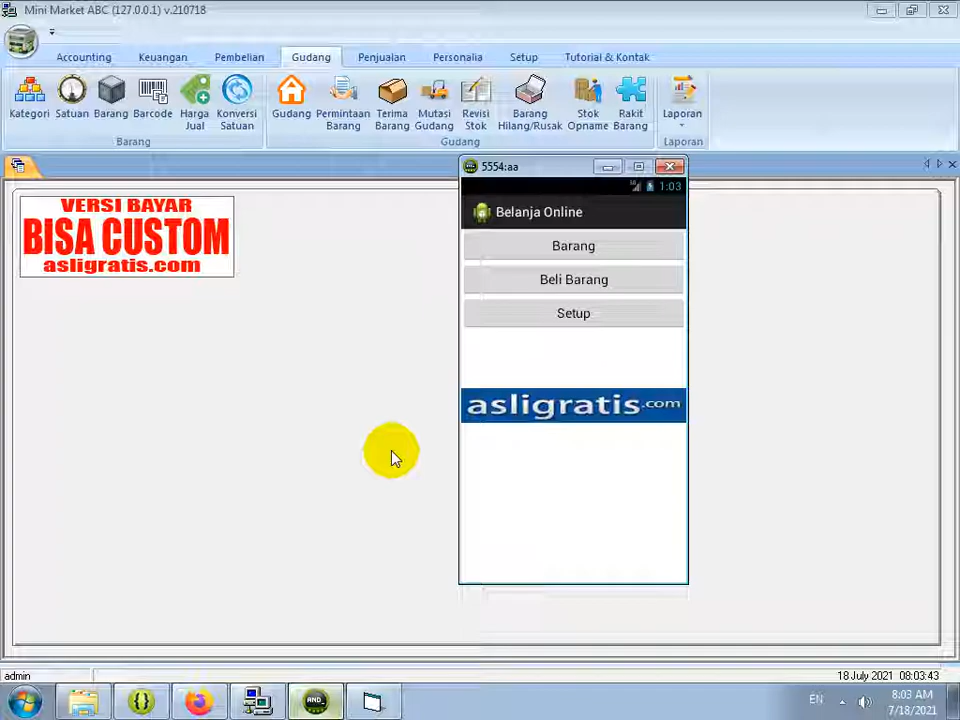 Mini Market ABC (127.0.0.1) v.210718
Accounting Keuangan Pembelian Gudang Penjualan Personalia Setup Tutorial & Kontak
Kategori Satuan Barang Barcode Harga Jual Konversi Satuan Gudang Permintaan Barang Terima Barang Mutasi Gudang Revisi Stok Barang Hilang/Rusak Stok Opname Rakit Barang Laporan
Barang Gudang Laporan
VERSI BAYAR
BISA CUSTOM
asligratis.com
5554:aa
1:03
Belanja Online
Barang
Beli Barang
Setup
asligratis.com
admin 18 July 2021 08:03:43
EN 8:03 AM
7/18/2021